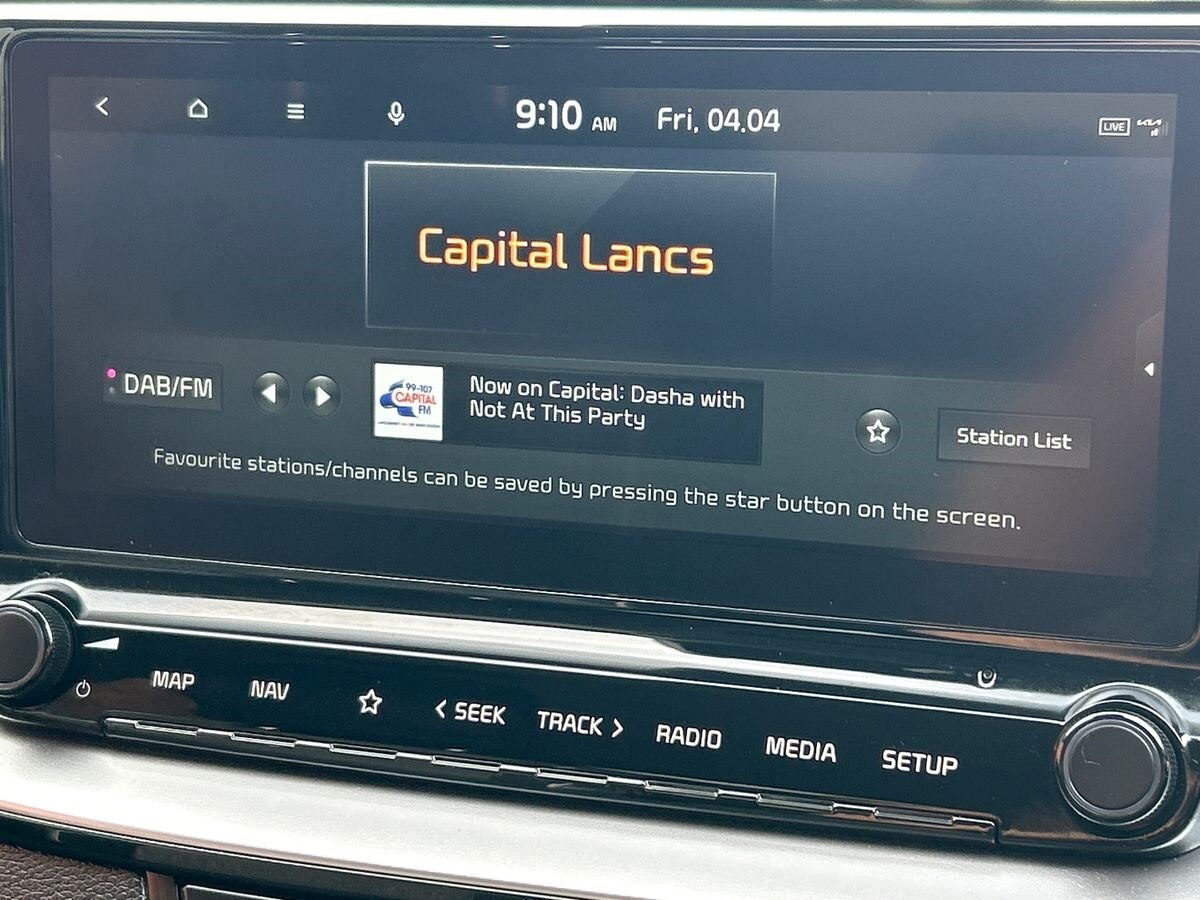 9:10 AM Fri, 04.04
LIVE
Capital Lancs
DAB/FM
99-107
CAPITAL
FM
Now on Capital: Dasha with
Not At This Party
Station List
Favourite stations/channels can be saved by pressing the star button on the screen.
MAP
NAV
< SEEK
TRACK >
RADIO
MEDIA
SETUP